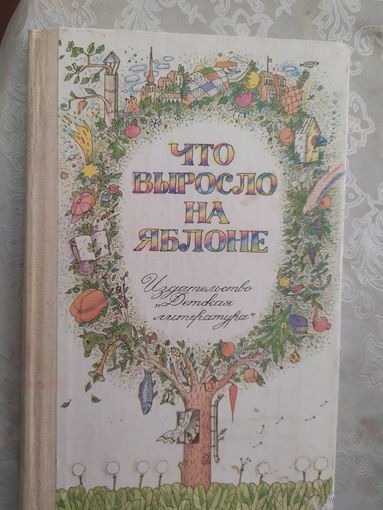 ЧТО
ВЫРОСЛО
НА
ЯБЛОНЕ
Издательство
„Детская
литература"